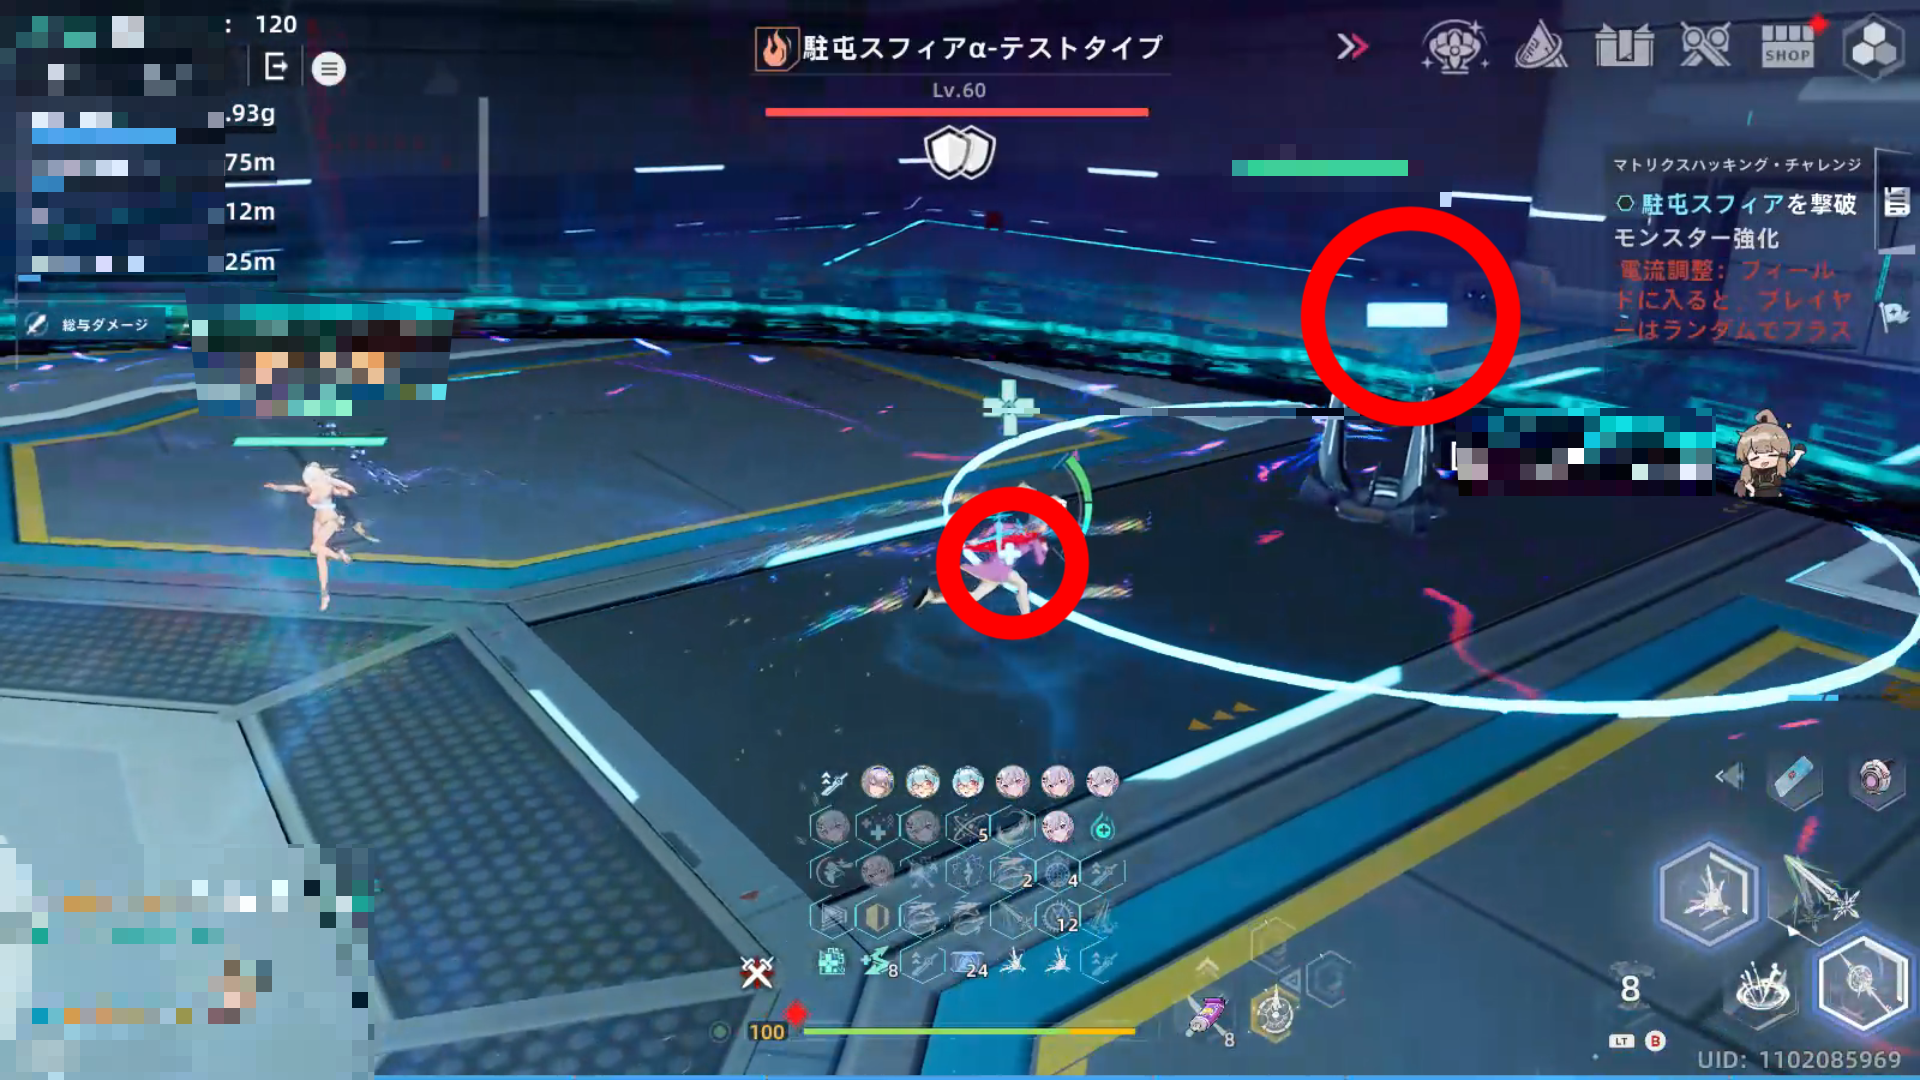 : 120
.93g
75m
12m
25m
総与ダメージ
駐屯スフィアα-テストタイプ
Lv.60
SHOP
マトリクスハッキング・チャレンジ
駐屯スフィアを撃破
モンスター強化
電流調整：フィール
ドに入ると、プレイヤ
ーはランダムでプラス
5
2
4
12
8
24
100
8
8
LT B
UID: 1102085969